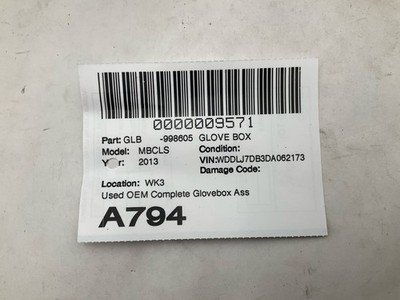 0000009571
Part: GLB -998605 GLOVE BOX
Model: MBCLS Condition:
Year: 2013 VIN:WDDLJ7DB3DA062173
Damage Code:
Location: WK3
Used OEM Complete Glovebox Ass
A794